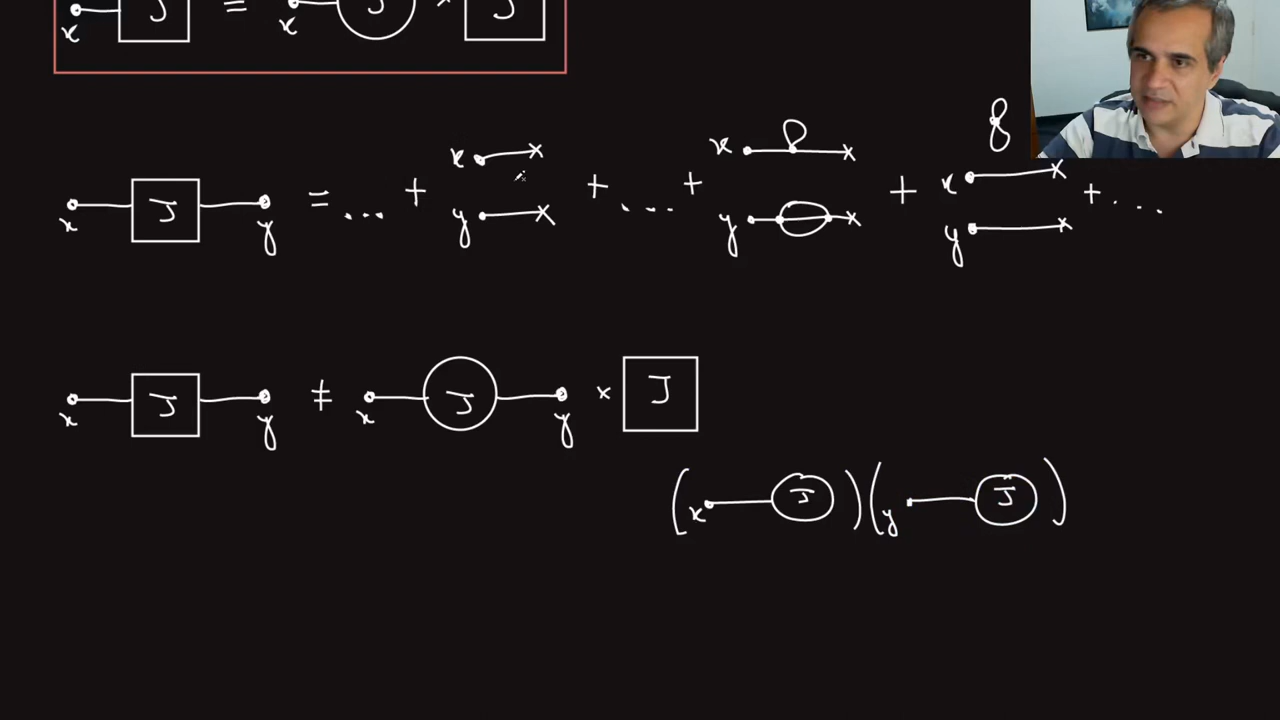 x J = x J × J
x J y = ... + x y + ... + x y + x y + ...
x J y ≠ x J y × J
( x J ) ( y J )